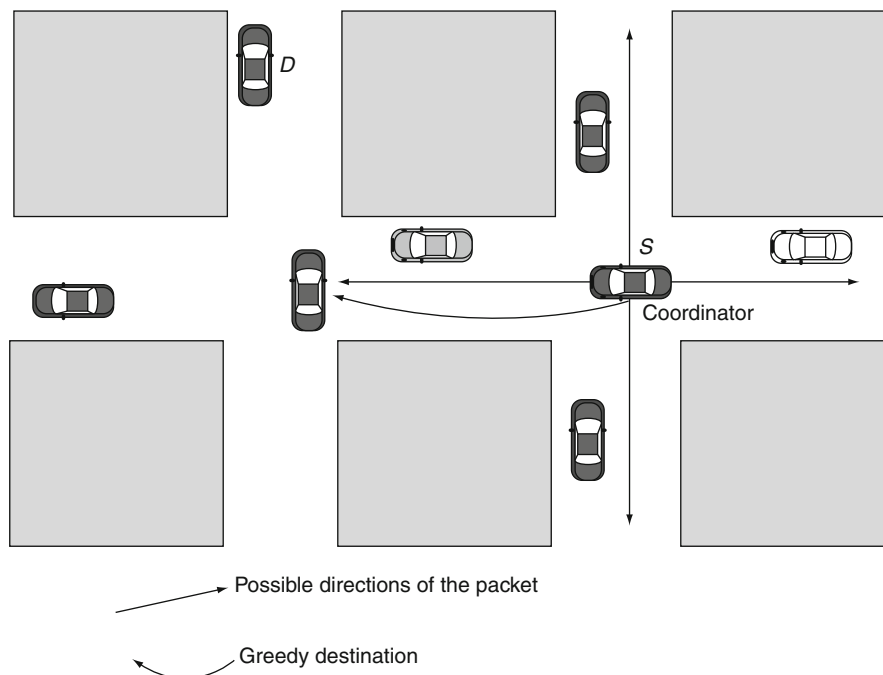 D
S
Coordinator
Possible directions of the packet
Greedy destination